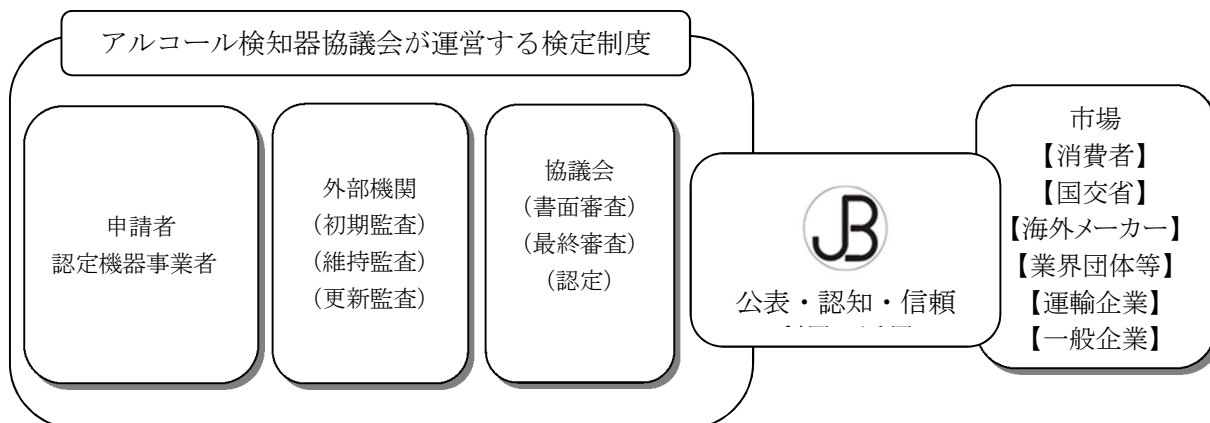 アルコール検知器協議会が運営する検定制度
申請者
認定機器事業者
外部機関
(初期監査)
(維持監査)
(更新監査)
協議会
(書面審査)
(最終審査)
(認定)
JB
公表・認知・信頼
市場
【消費者】
【国交省】
【海外メーカー】
【業界団体等】
【運輸企業】
【一般企業】